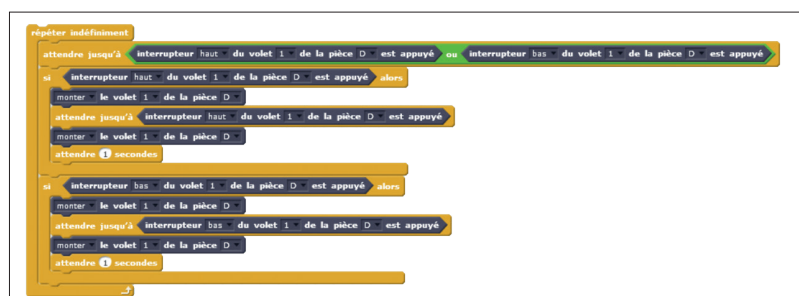 répéter indéfiniment
attendre jusqu'à interrupteur haut du volet 1 de la pièce D est appuyé ou interrupteur bas du volet 1 de la pièce D est appuyé
si interrupteur haut du volet 1 de la pièce D est appuyé alors
monter le volet 1 de la pièce D
attendre jusqu'à interrupteur haut du volet 1 de la pièce D est appuyé
monter le volet 1 de la pièce D
attendre 1 secondes
si interrupteur bas du volet 1 de la pièce D est appuyé alors
monter le volet 1 de la pièce D
attendre jusqu'à interrupteur bas du volet 1 de la pièce D est appuyé
monter le volet 1 de la pièce D
attendre 1 secondes